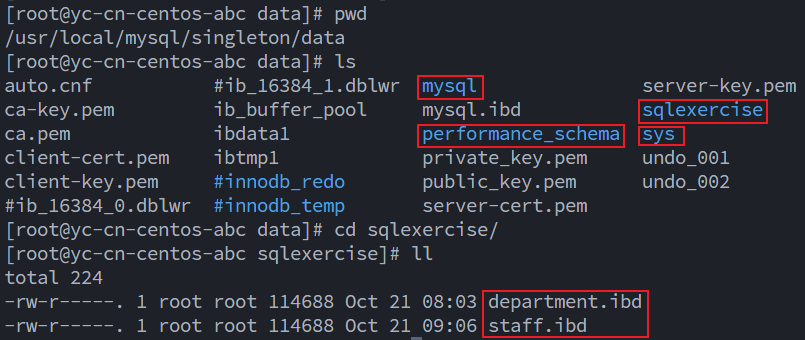 [root@yc-cn-centos-abc data]# pwd
/usr/local/mysql/singleton/data
[root@yc-cn-centos-abc data]# ls
auto.cnf #ib_16384_1.dblwr mysql server-key.pem
ca-key.pem ib_buffer_pool mysql.ibd sqlexercise
ca.pem ibdata1 performance_schema sys
client-cert.pem ibtmp1 private_key.pem undo_001
client-key.pem #innodb_redo public_key.pem undo_002
#ib_16384_0.dblwr #innodb_temp server-cert.pem
[root@yc-cn-centos-abc data]# cd sqlexercise/
[root@yc-cn-centos-abc sqlexercise]# ll
total 224
-rw-r-----. 1 root root 114688 Oct 21 08:03 department.ibd
-rw-r-----. 1 root root 114688 Oct 21 09:06 staff.ibd